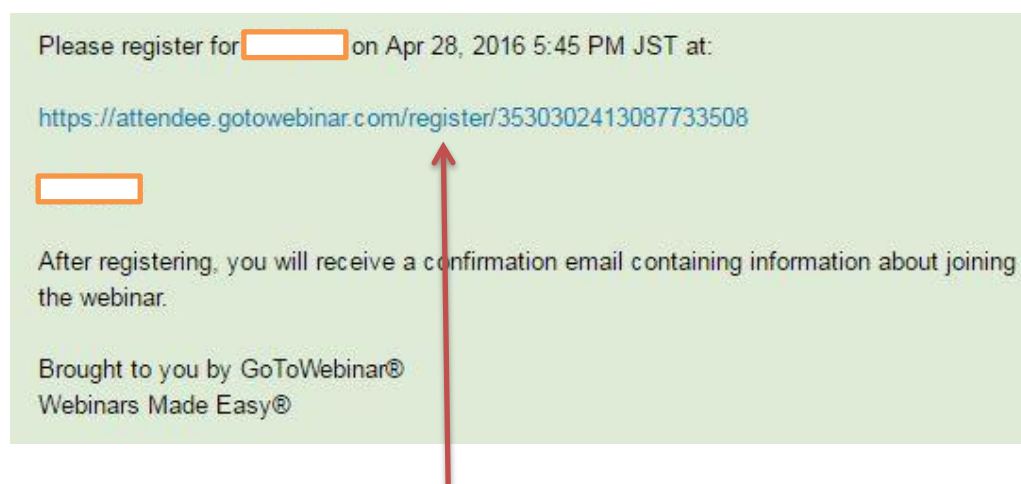 Please register for on Apr 28, 2016 5:45 PM JST at:
https://attendee.gotowebinar.com/register/3530302413087733508
After registering, you will receive a confirmation email containing information about joining
the webinar.
Brought to you by GoToWebinar®
Webinars Made Easy®